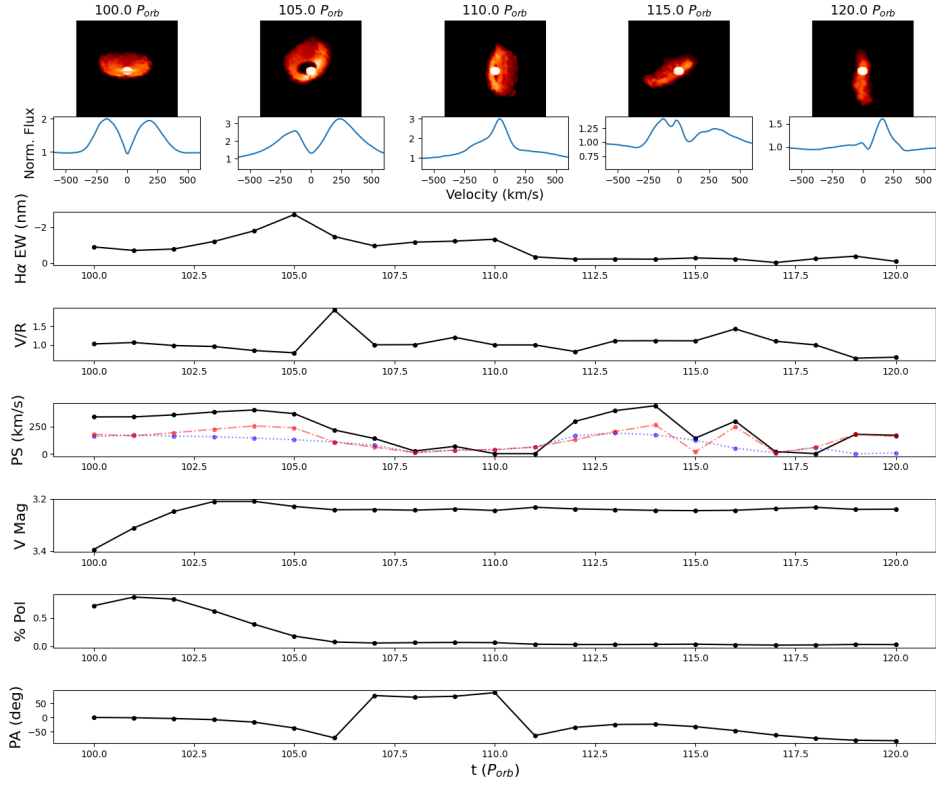 100.0 P_orb 105.0 P_orb 110.0 P_orb 115.0 P_orb 120.0 P_orb
Norm. Flux
2
1
−500 −250 0 250 500
3
2
1
−500 −250 0 250 500
3
2
1
−500 −250 0 250 500
1.25
1.00
0.75
−500 −250 0 250 500
1.5
1.0
−500 −250 0 250 500
Velocity (km/s)
Hα EW (nm)
−2
0
100.0 102.5 105.0 107.5 110.0 112.5 115.0 117.5 120.0
V/R
1.5
1.0
100.0 102.5 105.0 107.5 110.0 112.5 115.0 117.5 120.0
PS (km/s)
250
0
100.0 102.5 105.0 107.5 110.0 112.5 115.0 117.5 120.0
V Mag
3.2
3.4
100.0 102.5 105.0 107.5 110.0 112.5 115.0 117.5 120.0
% Pol
0.5
0.0
100.0 102.5 105.0 107.5 110.0 112.5 115.0 117.5 120.0
PA (deg)
50
0
−50
100.0 102.5 105.0 107.5 110.0 112.5 115.0 117.5 120.0
t (P_orb)